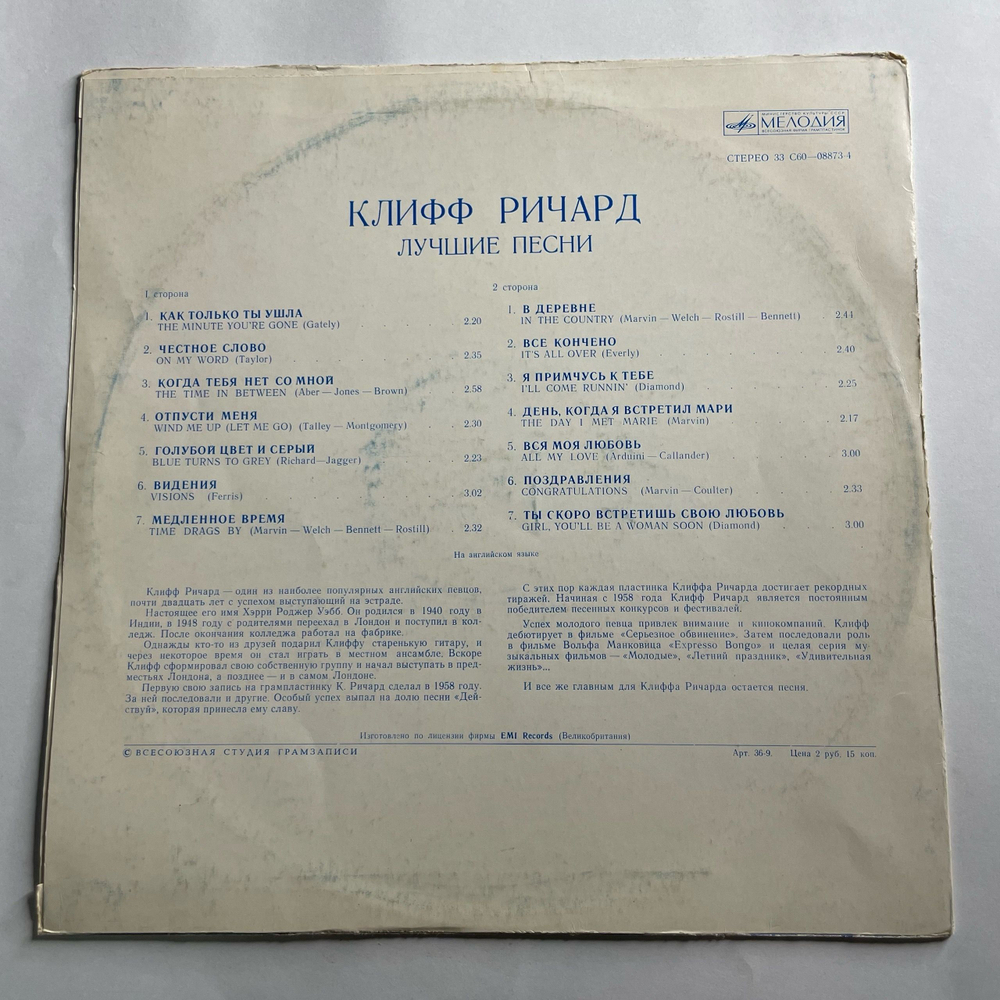 МИНИСТЕРСТВО КУЛЬТУРЫ СССР
МЕЛОДИЯ
ВСЕСОЮЗНАЯ ФИРМА ГРАМПЛАСТИНОК
СТЕРЕО 33 С60—08873-4
КЛИФФ РИЧАРД
ЛУЧШИЕ ПЕСНИ
1 сторона
1. КАК ТОЛЬКО ТЫ УШЛА
THE MINUTE YOU'RE GONE (Gately) 2.20
2. ЧЕСТНОЕ СЛОВО
ON MY WORD (Taylor) 2.35
3. КОГДА ТЕБЯ НЕТ СО МНОЙ
THE TIME IN BETWEEN (Aber — Jones — Brown) 2.58
4. ОТПУСТИ МЕНЯ
WIND ME UP (LET ME GO) (Talley — Montgomery) 2.30
5. ГОЛУБОЙ ЦВЕТ И СЕРЫЙ
BLUE TURNS TO GREY (Richard—Jagger) 2.23
6. ВИДЕНИЯ
VISIONS (Ferris) 3.02
7. МЕДЛЕННОЕ ВРЕМЯ
TIME DRAGS BY (Marvin — Welch — Bennett — Rostill) 2.32
2 сторона
1. В ДЕРЕВНЕ
IN THE COUNTRY (Marvin — Welch — Rostill — Bennett) 2.44
2. ВСЕ КОНЧЕНО
IT'S ALL OVER (Everly) 2.40
3. Я ПРИМЧУСЬ К ТЕБЕ
I'LL COME RUNNIN' (Diamond) 2.25
4. ДЕНЬ, КОГДА Я ВСТРЕТИЛ МАРИ
THE DAY I MET MARIE (Marvin) 2.17
5. ВСЯ МОЯ ЛЮБОВЬ
ALL MY LOVE (Arduini — Callander) 3.00
6. ПОЗДРАВЛЕНИЯ
CONGRATULATIONS (Marvin — Coulter) 2.33
7. ТЫ СКОРО ВСТРЕТИШЬ СВОЮ ЛЮБОВЬ
GIRL, YOU'LL BE A WOMAN SOON (Diamond) 3.00
На английском языке
Клифф Ричард — один из наиболее популярных английских певцов,
почти двадцать лет с успехом выступающий на эстраде.
Настоящее его имя Хэрри Роджер Уэбб. Он родился в 1940 году в
Индии, в 1948 году с родителями переехал в Лондон и поступил в кол-
ледж. После окончания колледжа работал на фабрике.
Однажды кто-то из друзей подарил Клиффу старенькую гитару, и
через некоторое время он стал играть в местном ансамбле. Вскоре
Клифф сформировал свою собственную группу и начал выступать в пред-
местьях Лондона, а позднее — и в самом Лондоне.
Первую свою запись на грампластинку К. Ричард сделал в 1958 году.
За ней последовали и другие. Особый успех выпал на долю песни «Дей-
ствуй», которая принесла ему славу.
С этих пор каждая пластинка Клиффа Ричарда достигает рекордных
тиражей. Начиная с 1958 года Клифф Ричард является постоянным
победителем песенных конкурсов и фестивалей.
Успех молодого певца привлек внимание и кинокомпаний. Клифф
дебютирует в фильме «Серьезное обвинение». Затем последовали роль
в фильме Вольфа Манковица «Expresso Bongo» и целая серия му
зыкальных фильмов — «Молодые», «Летний праздник», «Удивительная
жизнь»...
И все же главным для Клиффа Ричарда остается песня.
Изготовлено по лицензии фирмы EMI Records (Великобритания)
© ВСЕСОЮЗНАЯ СТУДИЯ ГРАМЗАПИСИ
Арт. 36-9. Цена 2 руб. 15 коп.